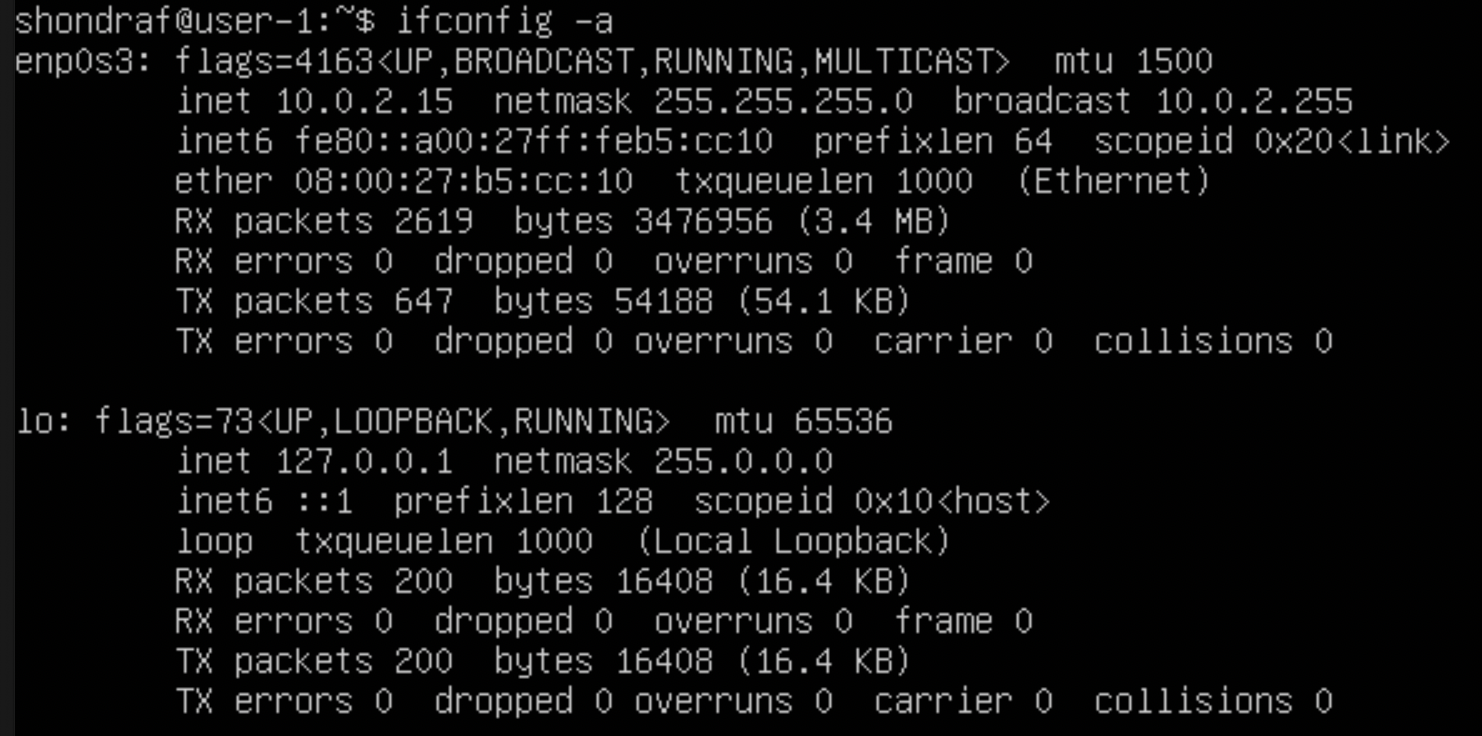 shondraf@user-1:~$ ifconfig -a
enp0s3: flags=4163<UP,BROADCAST,RUNNING,MULTICAST>  mtu 1500
        inet 10.0.2.15  netmask 255.255.255.0  broadcast 10.0.2.255
        inet6 fe80::a00:27ff:feb5:cc10  prefixlen 64  scopeid 0x20<link>
        ether 08:00:27:b5:cc:10  txqueuelen 1000  (Ethernet)
        RX packets 2619  bytes 3476956 (3.4 MB)
        RX errors 0  dropped 0  overruns 0  frame 0
        TX packets 647  bytes 54188 (54.1 KB)
        TX errors 0  dropped 0 overruns 0  carrier 0  collisions 0

lo: flags=73<UP,LOOPBACK,RUNNING>  mtu 65536
        inet 127.0.0.1  netmask 255.0.0.0
        inet6 ::1  prefixlen 128  scopeid 0x10<host>
        loop  txqueuelen 1000  (Local Loopback)
        RX packets 200  bytes 16408 (16.4 KB)
        RX errors 0  dropped 0  overruns 0  frame 0
        TX packets 200  bytes 16408 (16.4 KB)
        TX errors 0  dropped 0 overruns 0  carrier 0  collisions 0